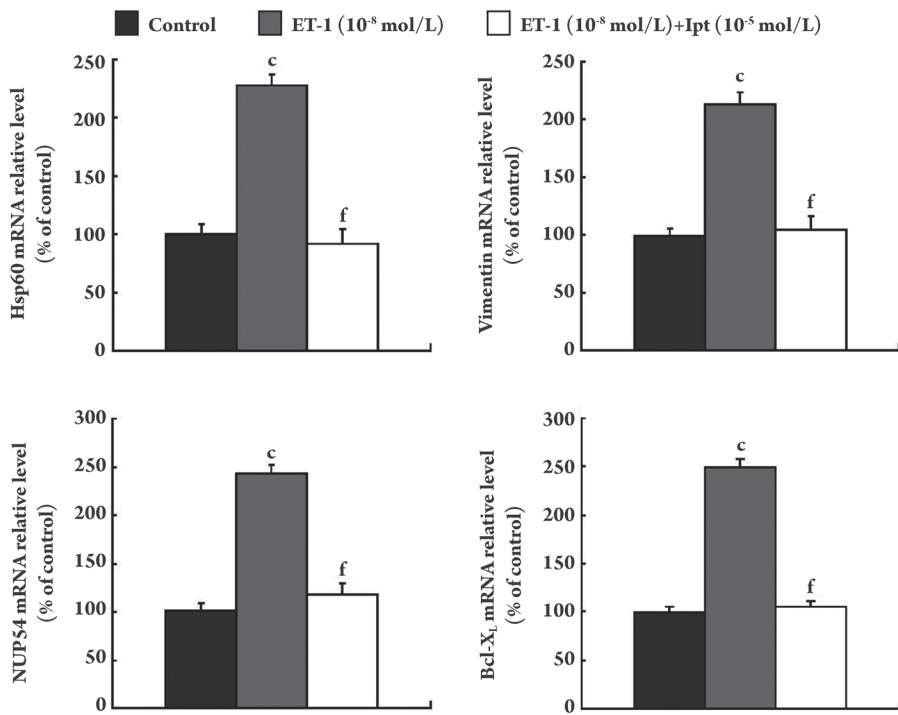 Control ET-1 (10⁻⁸ mol/L) ET-1 (10⁻⁸ mol/L)+Ipt (10⁻⁵ mol/L)
Hsp60 mRNA relative level
(% of control)
250
200
150
100
50
0
c
f
Vimentin mRNA relative level
(% of control)
250
200
150
100
50
0
c
f
NUP54 mRNA relative level
(% of control)
300
250
200
150
100
50
0
c
f
Bcl-X_L mRNA relative level
(% of control)
300
250
200
150
100
50
0
c
f